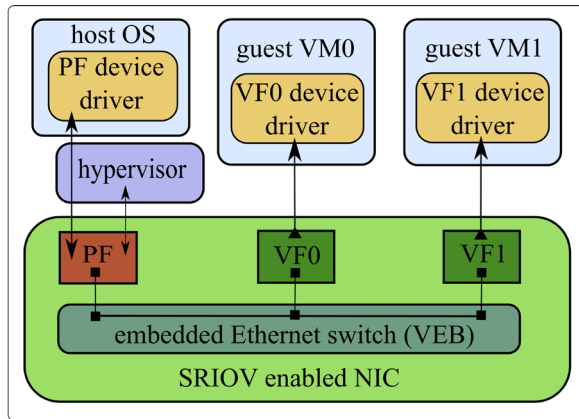 host OS
PF device
driver
guest VM0
VF0 device
driver
guest VM1
VF1 device
driver
hypervisor
PF
VF0
VF1
embedded Ethernet switch (VEB)
SRIOV enabled NIC